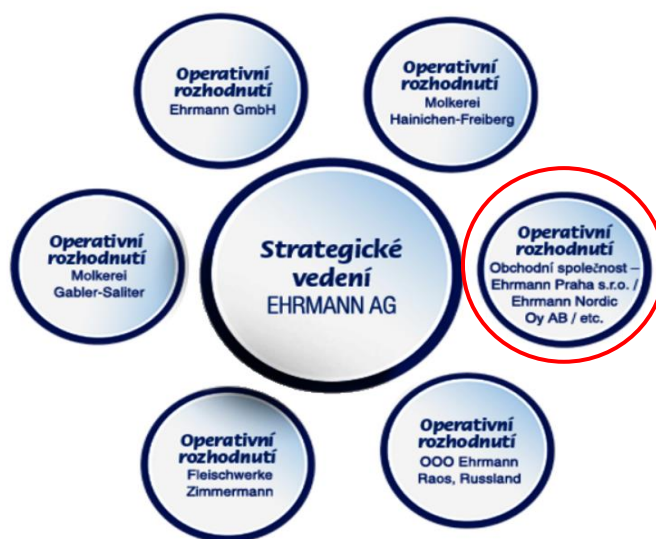 Operativní
rozhodnutí
Ehrmann GmbH
Operativní
rozhodnutí
Molkerei
Hainichen-Freiberg
Operativní
rozhodnutí
Molkerei
Gabler-Saliter
Strategické
vedení
EHRMANN AG
Operativní
rozhodnutí
Obchodní společnost –
Ehrmann Praha s.r.o. /
Ehrmann Nordic
Oy AB / etc.
Operativní
rozhodnutí
Fleischwerke
Zimmermann
Operativní
rozhodnutí
OOO Ehrmann
Raos, Russland